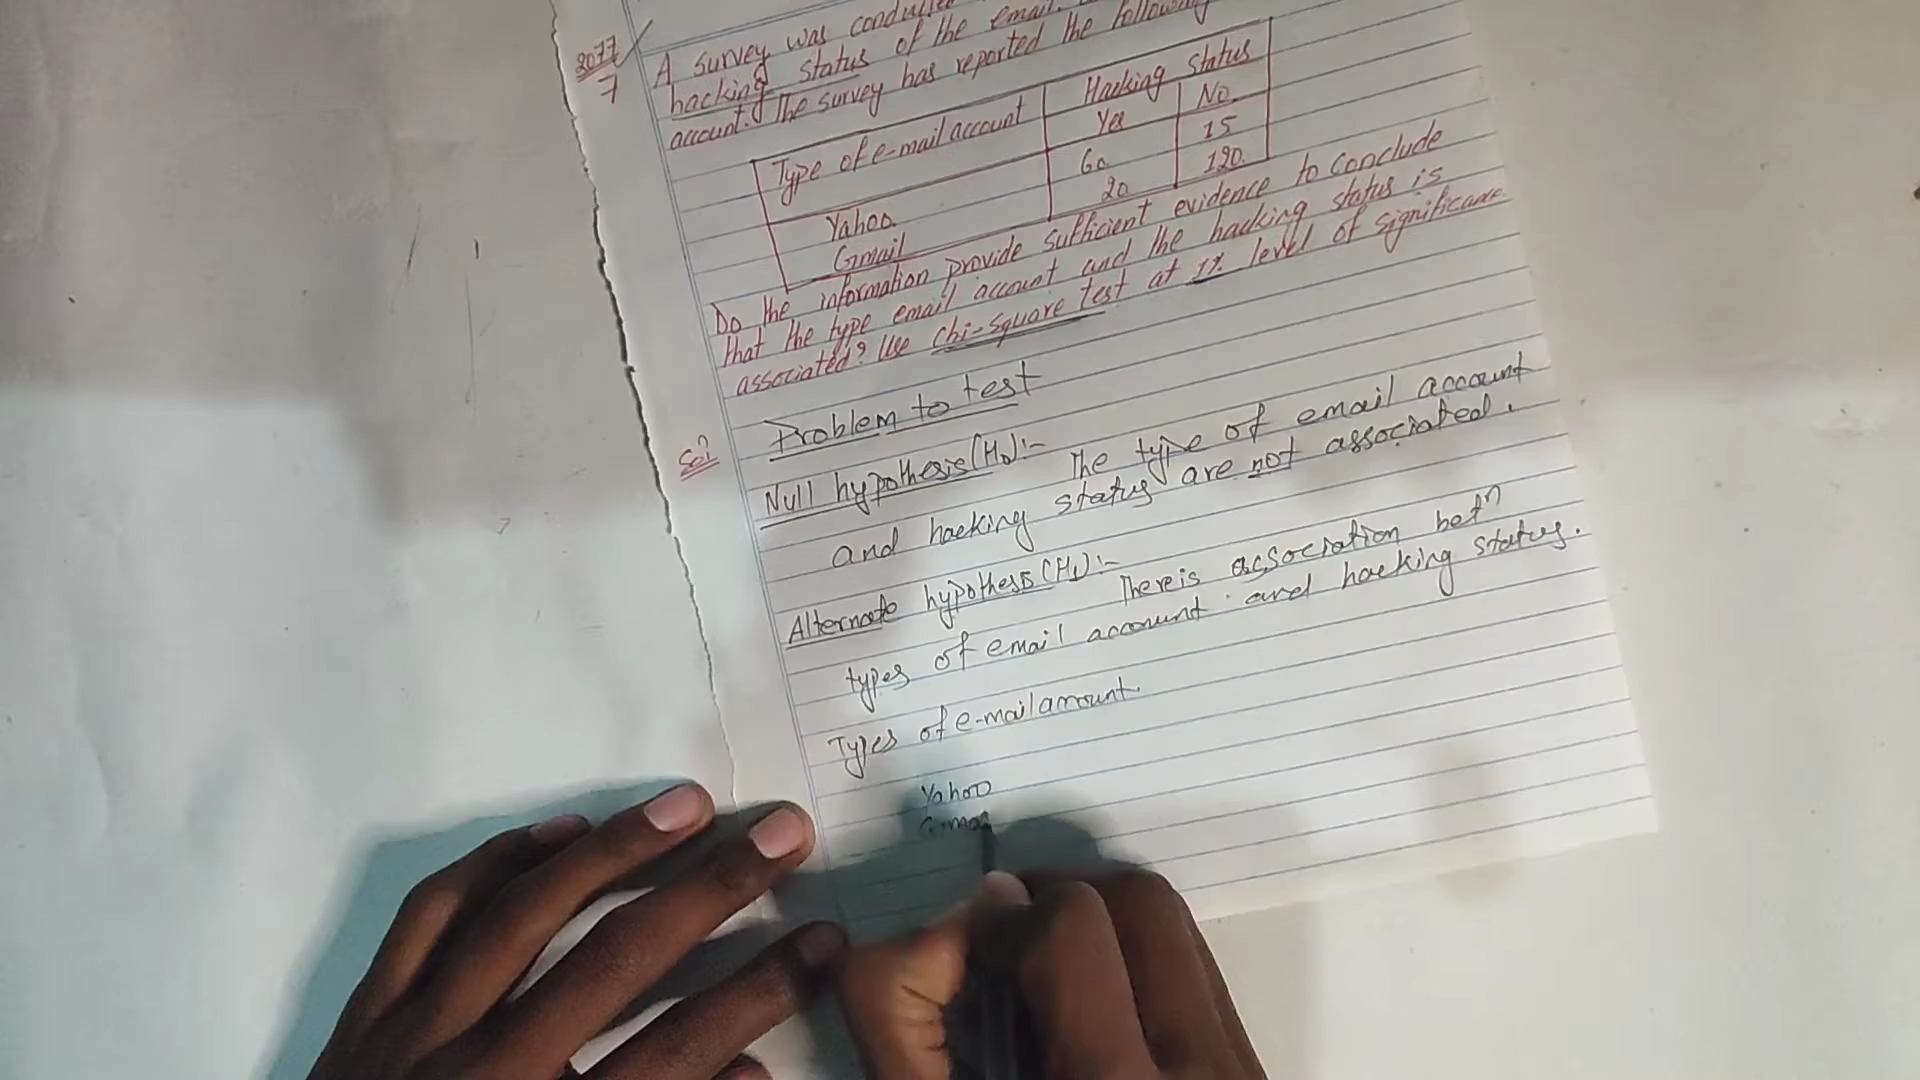 2077
7
A survey was conducted
hacking status of the email.
account. The survey has reported the following
Type of e-mail account Hacking Status
Yes No.
Yahoo 60 15
Gmail 20 120
Do the information provide sufficient evidence to conclude
that the type email account and the hacking status is
associated? Use Chi-square test at 1% level of significance.
Soln
Problem to test
Null hypothesis (H0):- The type of email account
and hacking status are not associated.
Alternate hypothesis (H1):- There is association betn
types of email account and hacking status.
Types of e-mail amount.
Yahoo
Gmai